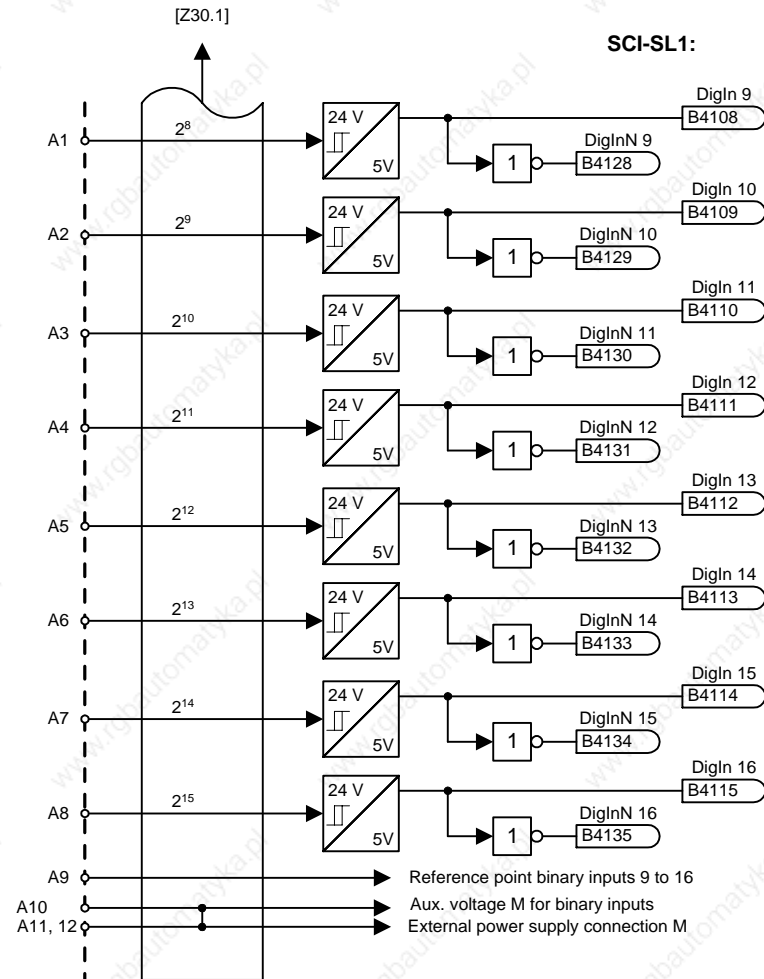 [Z30.1]
SCI-SL1:
DigIn 9
A1
2⁸
24 V
5V
B4108
DigInN 9
1
B4128
DigIn 10
A2
2⁹
24 V
5V
B4109
DigInN 10
1
B4129
DigIn 11
A3
2¹⁰
24 V
5V
B4110
DigInN 11
1
B4130
DigIn 12
A4
2¹¹
24 V
5V
B4111
DigInN 12
1
B4131
DigIn 13
A5
2¹²
24 V
5V
B4112
DigInN 13
1
B4132
DigIn 14
A6
2¹³
24 V
5V
B4113
DigInN 14
1
B4133
DigIn 15
A7
2¹⁴
24 V
5V
B4114
DigInN 15
1
B4134
DigIn 16
A8
2¹⁵
24 V
5V
B4115
DigInN 16
1
B4135
A9 Reference point binary inputs 9 to 16
A10 Aux. voltage M for binary inputs
A11, 12 External power supply connection M
www.rgbautomatyka.pl